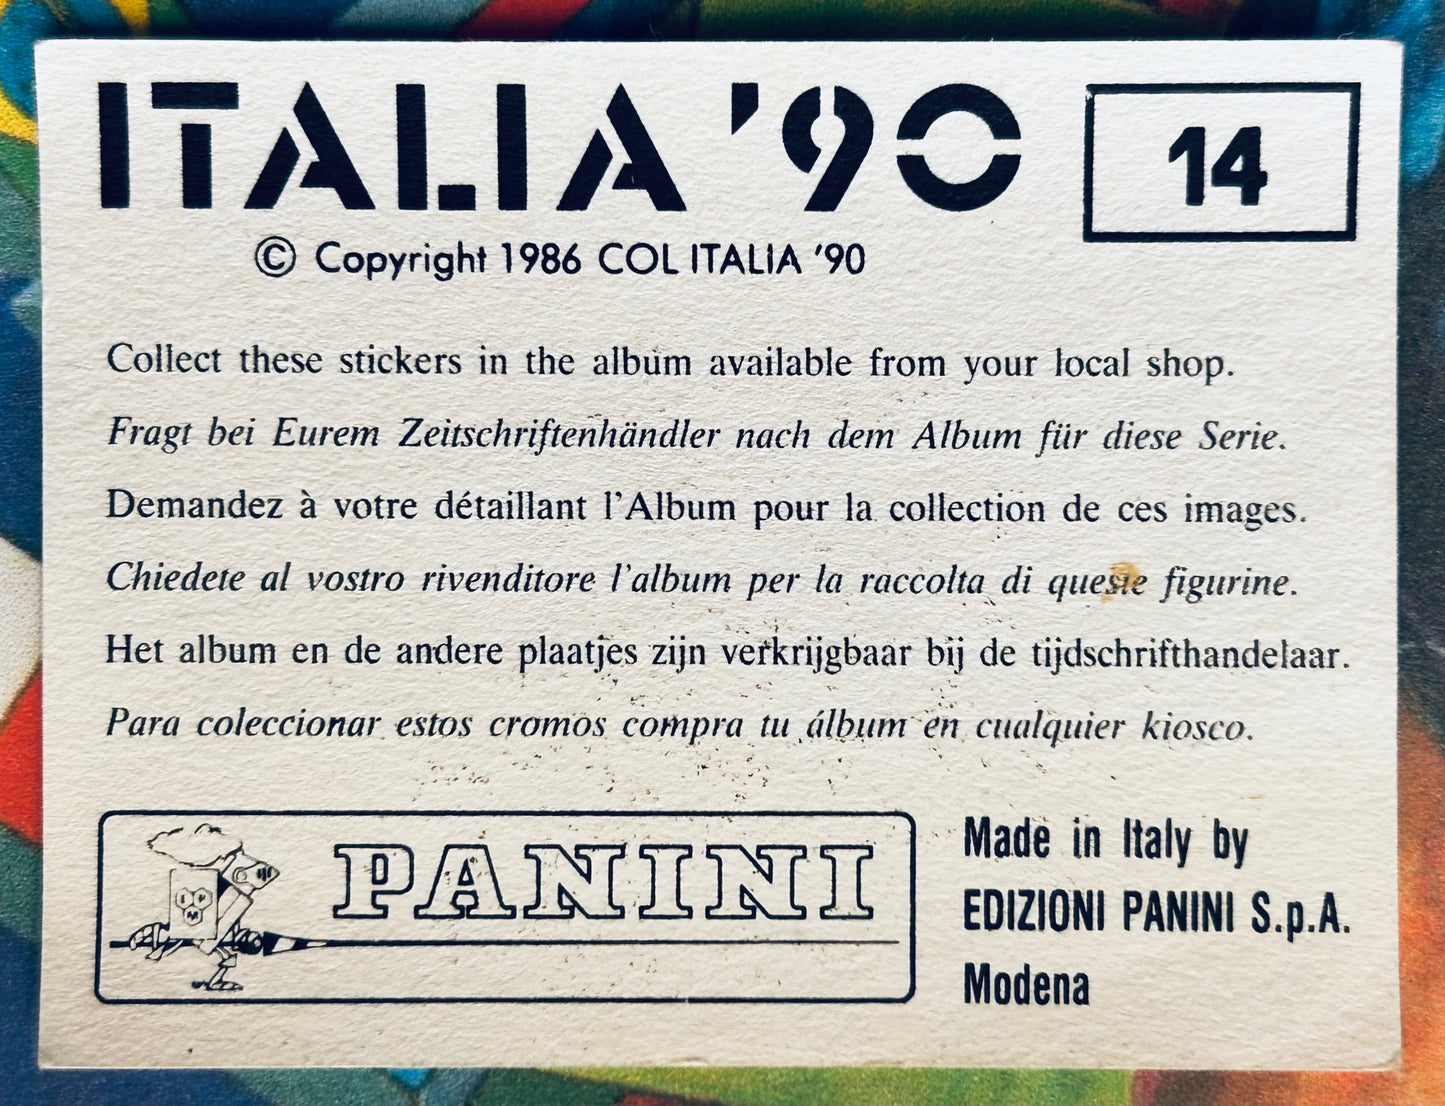 ITALIA '90
14
© Copyright 1986 COL ITALIA '90
Collect these stickers in the album available from your local shop.
Fragt bei Eurem Zeitschriftenhändler nach dem Album für diese Serie.
Demandez à votre détaillant l'Album pour la collection de ces images.
Chiedete al vostro rivenditore l'album per la raccolta di queste figurine.
Het album en de andere plaatjes zijn verkrijgbaar bij de tijdschrifthandelaar.
Para coleccionar estos cromos compra tu álbum en cualquier kiosco.
I P
M
PANINI
Made in Italy by
EDIZIONI PANINI S.p.A.
Modena